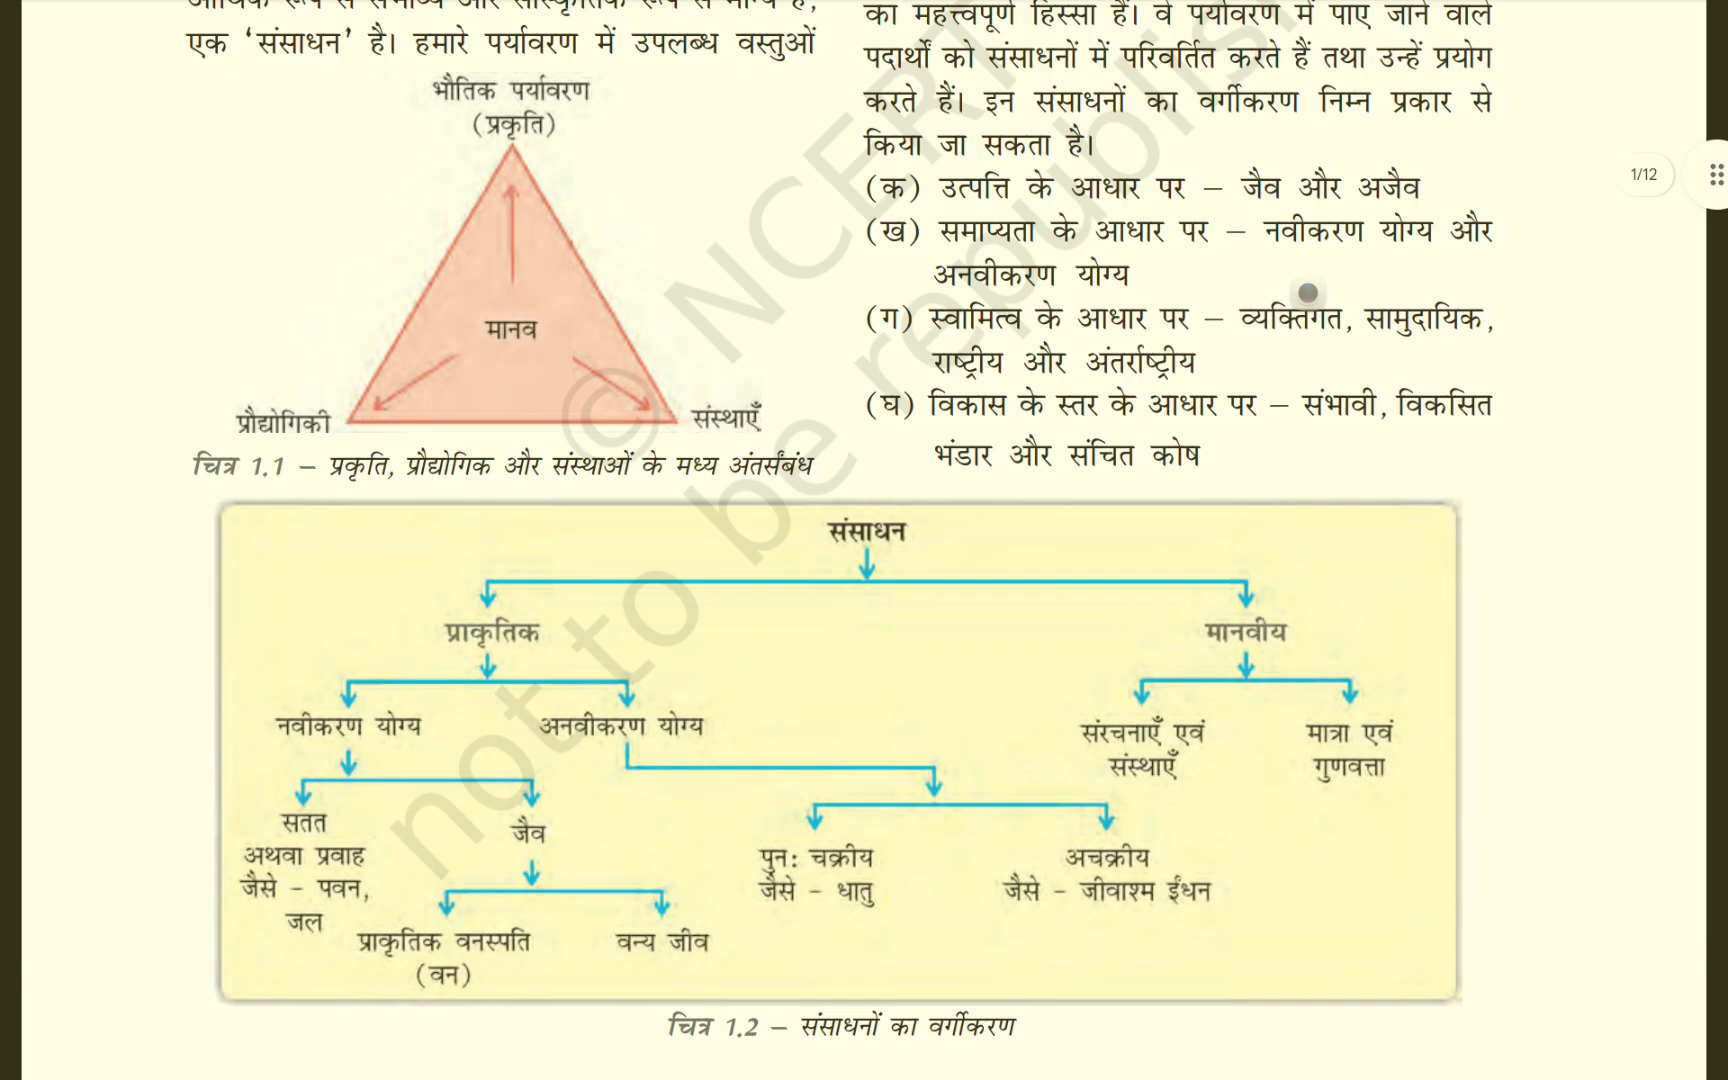 एक ‘संसाधन’ है। हमारे पर्यावरण में उपलब्ध वस्तुओं
भौतिक पर्यावरण
(प्रकृति)
मानव
प्रौद्योगिकी
संस्थाएँ
चित्र 1.1 – प्रकृति, प्रौद्योगिक और संस्थाओं के मध्य अंतर्संबंध
का महत्त्वपूर्ण हिस्सा हैं। वे पर्यावरण में पाए जाने वाले
पदार्थों को संसाधनों में परिवर्तित करते हैं तथा उन्हें प्रयोग
करते हैं। इन संसाधनों का वर्गीकरण निम्न प्रकार से
किया जा सकता है।
(क) उत्पत्ति के आधार पर – जैव और अजैव
(ख) समाप्यता के आधार पर – नवीकरण योग्य और
अनवीकरण योग्य
(ग) स्वामित्व के आधार पर – व्यक्तिगत, सामुदायिक,
राष्ट्रीय और अंतर्राष्ट्रीय
(घ) विकास के स्तर के आधार पर – संभावी, विकसित
भंडार और संचित कोष
1/12
संसाधन
प्राकृतिक
मानवीय
नवीकरण योग्य
अनवीकरण योग्य
संरचनाएँ एवं
संस्थाएँ
मात्रा एवं
गुणवत्ता
सतत
अथवा प्रवाह
जैसे - पवन,
जल
जैव
पुन: चक्रीय
जैसे - धातु
अचक्रीय
जैसे - जीवाश्म ईंधन
प्राकृतिक वनस्पति
(वन)
वन्य जीव
चित्र 1.2 – संसाधनों का वर्गीकरण
© NCERT
not to be republish